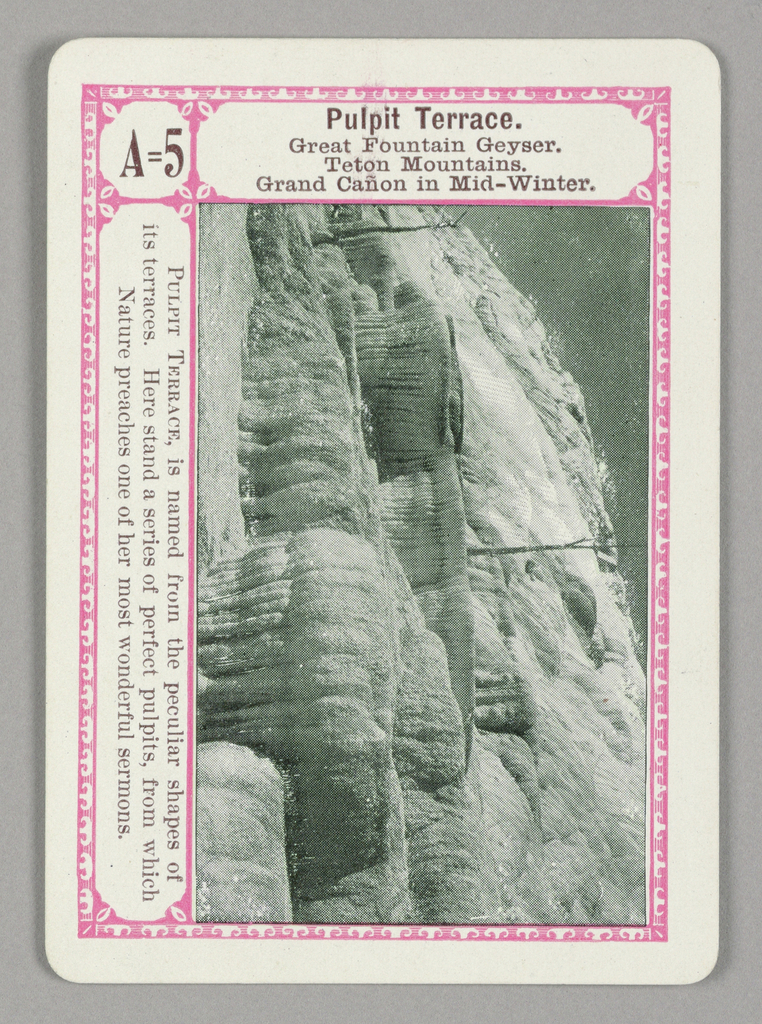 A=5
Pulpit Terrace.
Great Fountain Geyser.
Teton Mountains.
Grand Cañon in Mid-Winter.
PULPIT TERRACE, is named from the peculiar shapes of
its terraces. Here stand a series of perfect pulpits, from which
Nature preaches one of her most wonderful sermons.